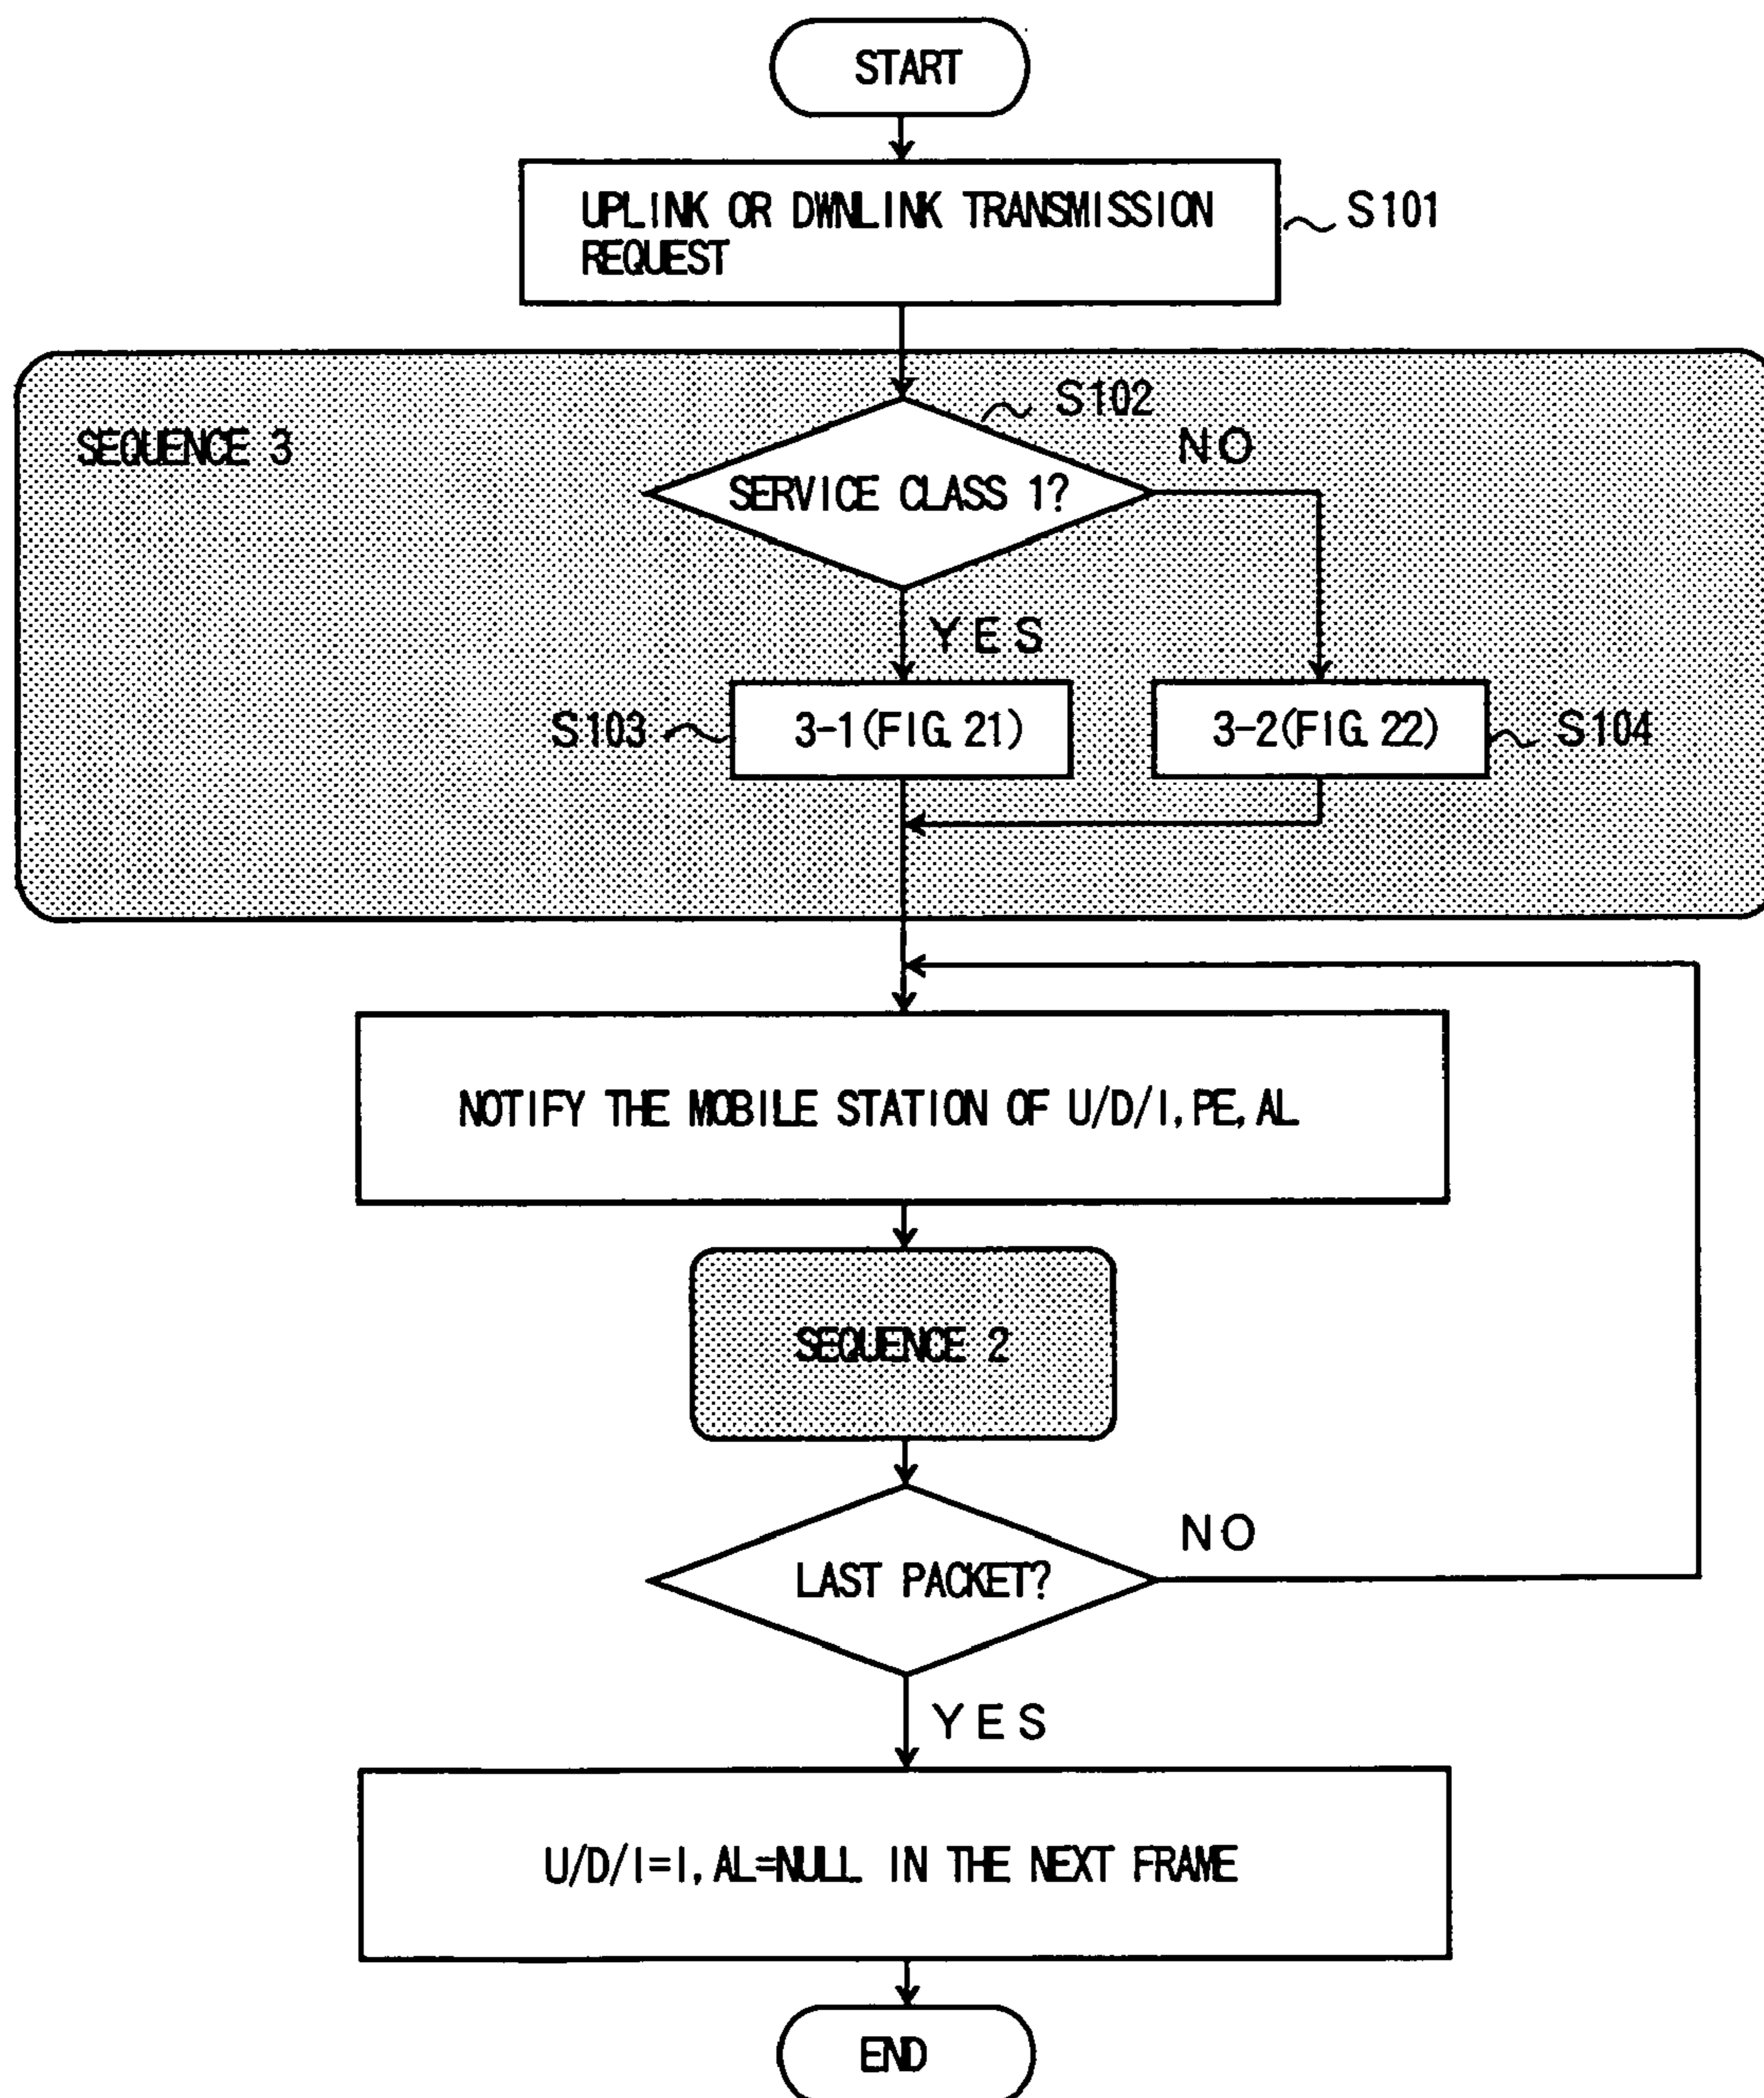 START
UPLINK OR DWNLINK TRANSMISSION
REQUEST
S101
S102
SEQUENCE 3
NO
SERVICE CLASS 1?
YES
S103
3-1(FIG. 21)
3-2(FIG. 22)
S104
NOTIFY THE MOBILE STATION OF U/D/I, PE, AL
SEQUENCE 2
NO
LAST PACKET?
YES
U/D/I=I, AL=NULL IN THE NEXT FRAME
END